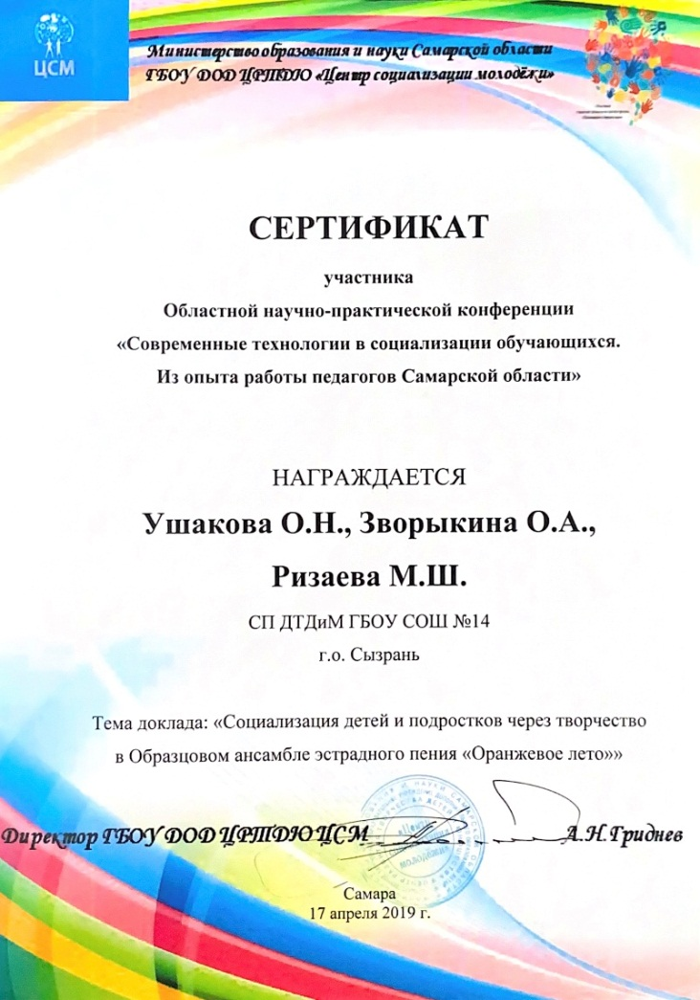 ЦСМ
Министерство образования и науки Самарской области
ГБОУ ДОД ЦРТДЮ «Центр социализации молодёжи»
СЕРТИФИКАТ
участника
Областной научно-практической конференции
«Современные технологии в социализации обучающихся.
Из опыта работы педагогов Самарской области»
НАГРАЖДАЕТСЯ
Ушакова О.Н., Зворыкина О.А.,
Ризаева М.Ш.
СП ДТДиМ ГБОУ СОШ №14
г.о. Сызрань
Тема доклада: «Социализация детей и подростков через творчество
в Образцовом ансамбле эстрадного пения «Оранжевое лето»»
Директор ГБОУ ДОД ЦРТДЮ ЦСМ А.Н.Гриднев
Самара
17 апреля 2019 г.